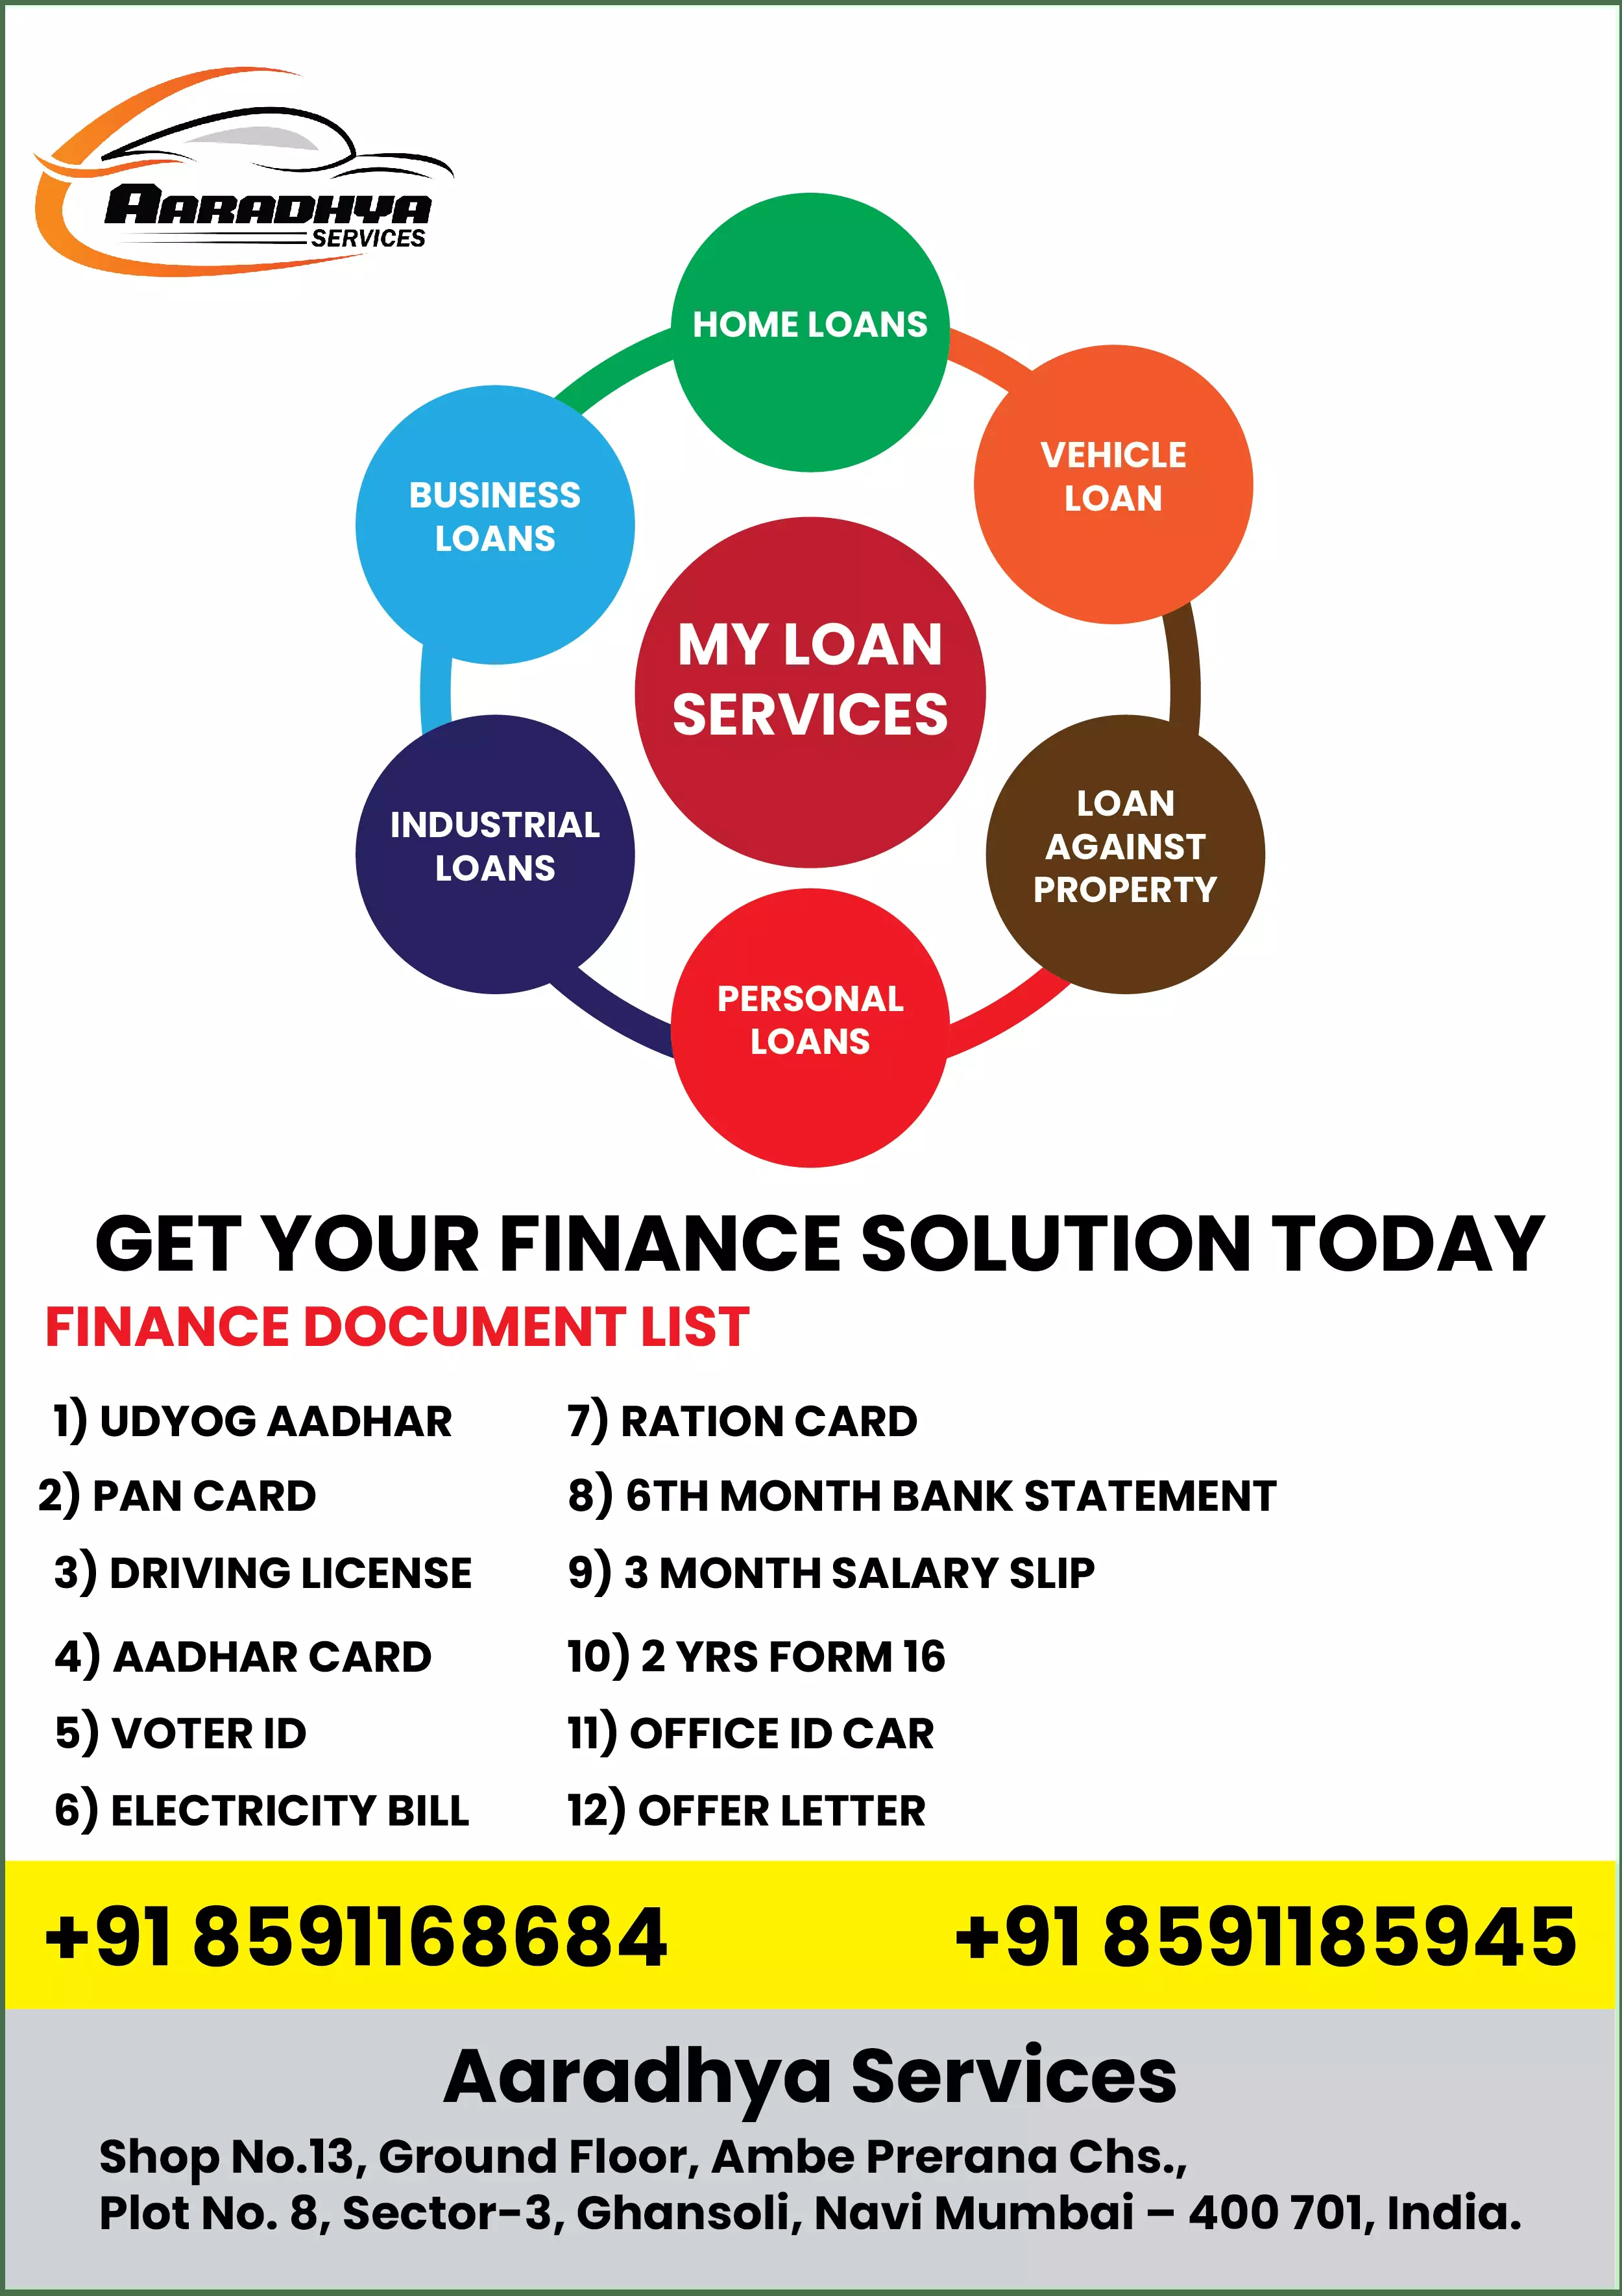 AARADHYA
SERVICES
HOME LOANS
VEHICLE
LOAN
BUSINESS
LOANS
MY LOAN
SERVICES
LOAN
AGAINST
PROPERTY
INDUSTRIAL
LOANS
PERSONAL
LOANS
GET YOUR FINANCE SOLUTION TODAY
FINANCE DOCUMENT LIST
1) UDYOG AADHAR
2) PAN CARD
3) DRIVING LICENSE
4) AADHAR CARD
5) VOTER ID
6) ELECTRICITY BILL
7) RATION CARD
8) 6TH MONTH BANK STATEMENT
9) 3 MONTH SALARY SLIP
10) 2 YRS FORM 16
11) OFFICE ID CAR
12) OFFER LETTER
+91 8591168684
+91 8591185945
Aaradhya Services
Shop No.13, Ground Floor, Ambe Prerana Chs.,
Plot No. 8, Sector-3, Ghansoli, Navi Mumbai – 400 701, India.